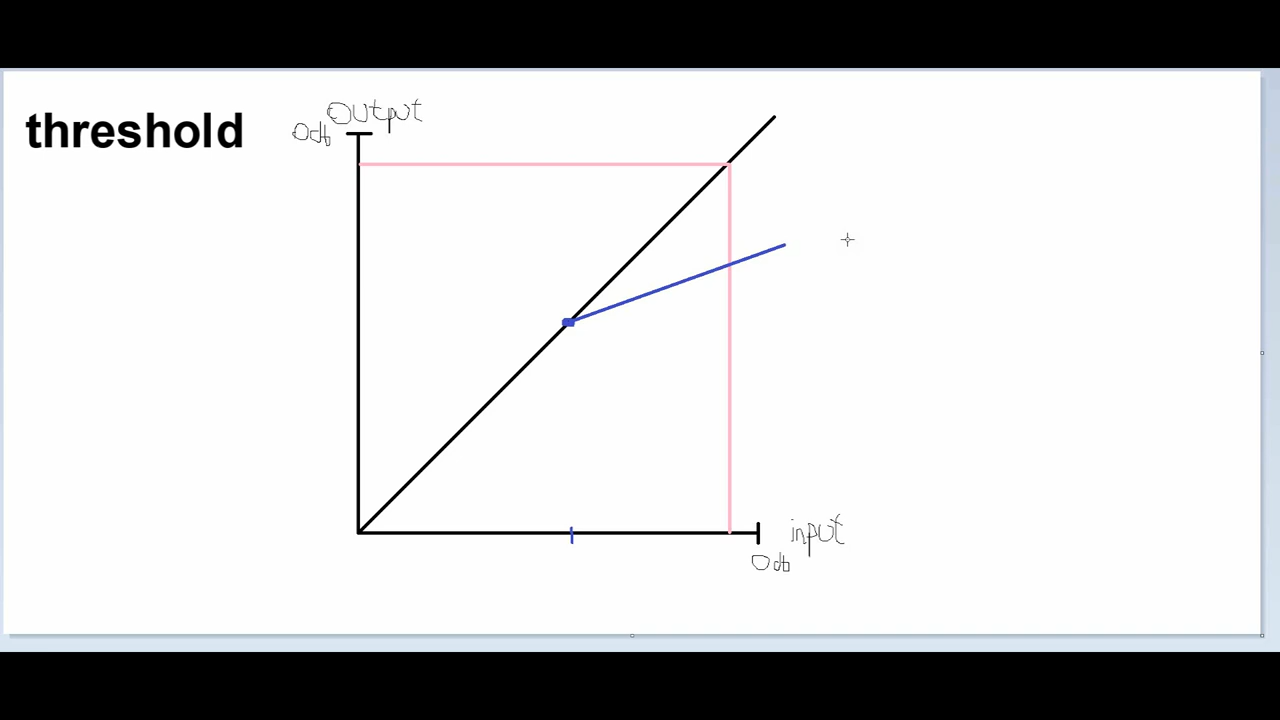 threshold
Output
0db
input
0db